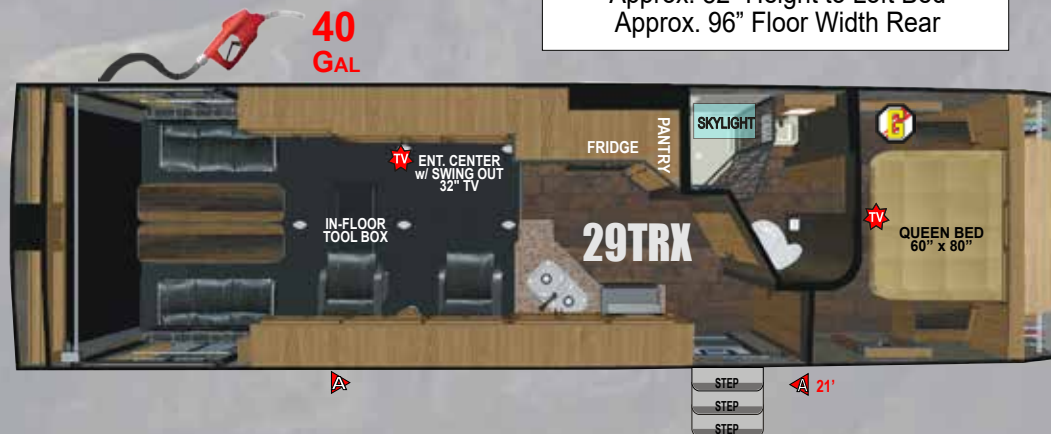 Approx. 96” Floor Width Rear
40
GAL
SKYLIGHT
PANTRY
FRIDGE
TV
ENT. CENTER
w/ SWING OUT
32" TV
IN-FLOOR
TOOL BOX
29TRX
G
TV
QUEEN BED
60” x 80”
A
A
21’
STEP
STEP
STEP